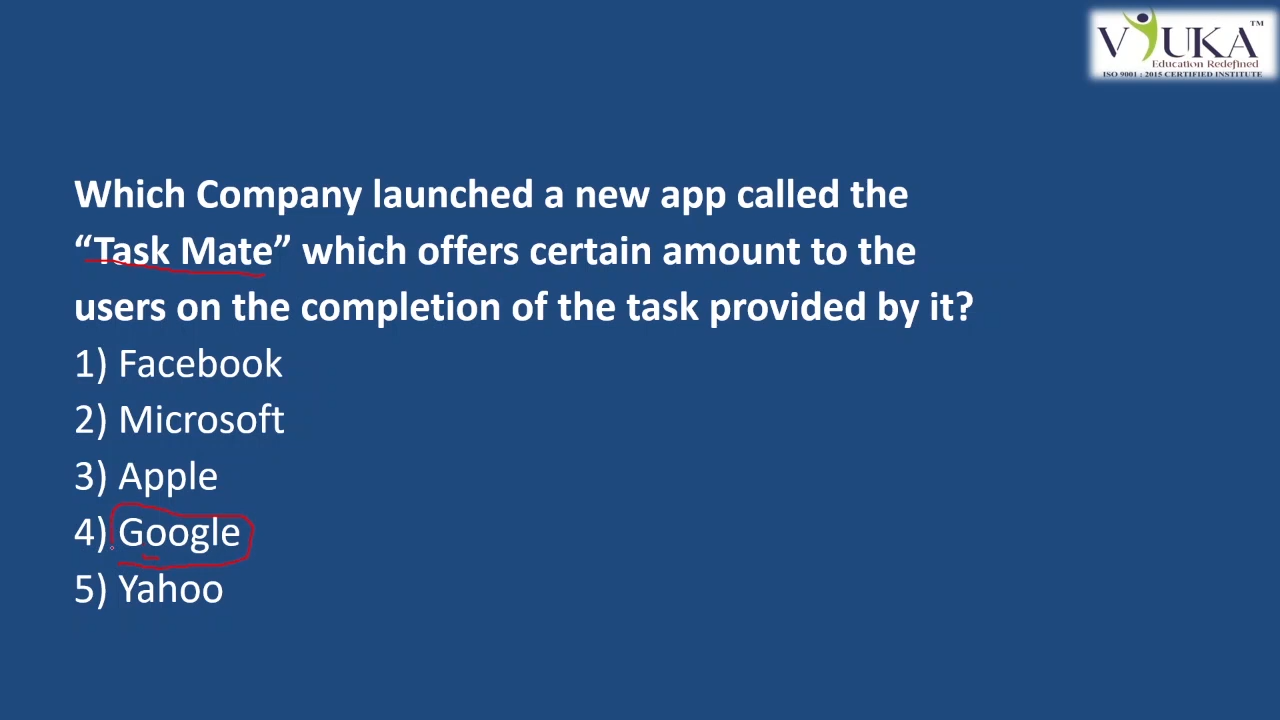 VYUKA™
Education Redefined
ISO 9001 : 2015 CERTIFIED INSTITUTE
Which Company launched a new app called the
“Task Mate” which offers certain amount to the
users on the completion of the task provided by it?
1) Facebook
2) Microsoft
3) Apple
4) Google
5) Yahoo